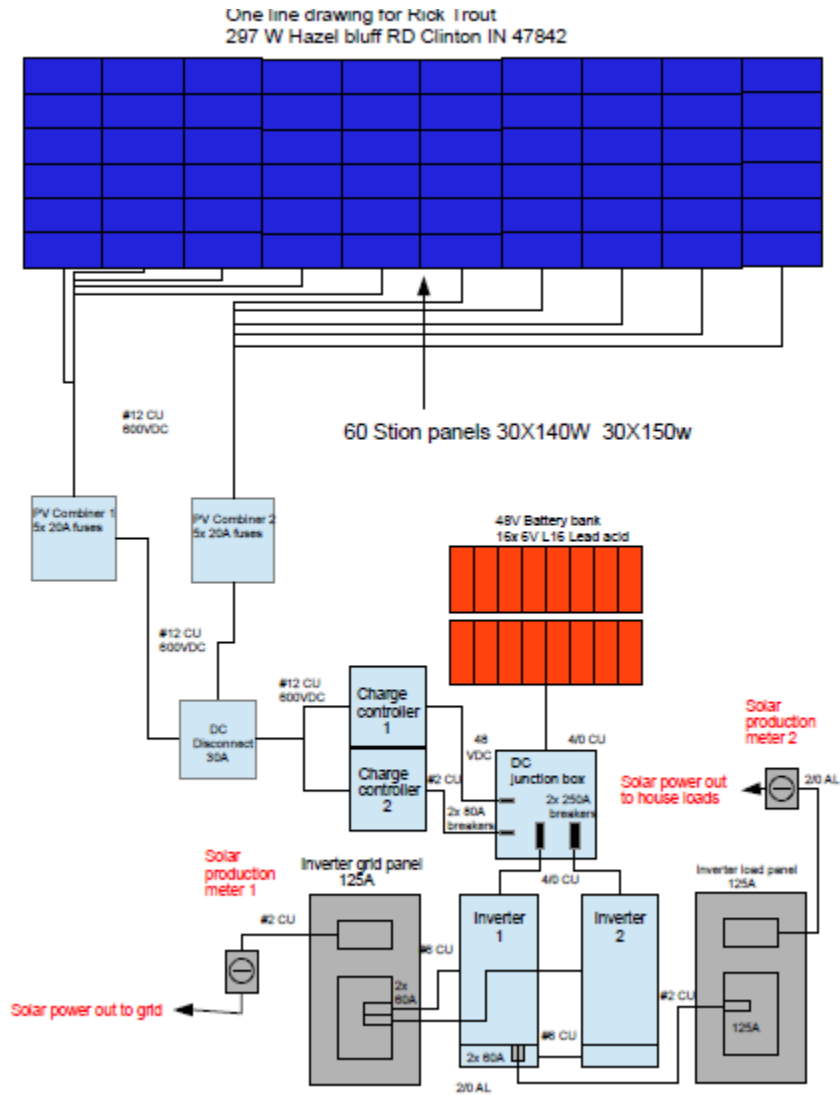 One line drawing for Rick Trout
297 W Hazel bluff RD Clinton IN 47842
#12 CU
600VDC
60 Stion panels 30X140W 30X150w
PV Combiner 1
5x 20A fuses
PV Combiner 2
5x 20A fuses
48V Battery bank
16x 6V L16 Lead acid
#12 CU
600VDC
#12 CU
600VDC
Charge
controller
1
DC
Disconnect
30A
48
VDC
4/0 CU
Solar
production
meter 2
Charge
controller
2
#2 CU
DC
junction box
2x 80A
breakers
2x 250A
breakers
Solar power out
to house loads
2/0 AL
Solar
production
meter 1
Inverter grid panel
125A
4/0 CU
Inverter load panel
125A
#2 CU
#6 CU
Inverter
1
Inverter
2
2x
60A
#2 CU
Solar power out to grid
#6 CU
125A
2x 60A
2/0 AL